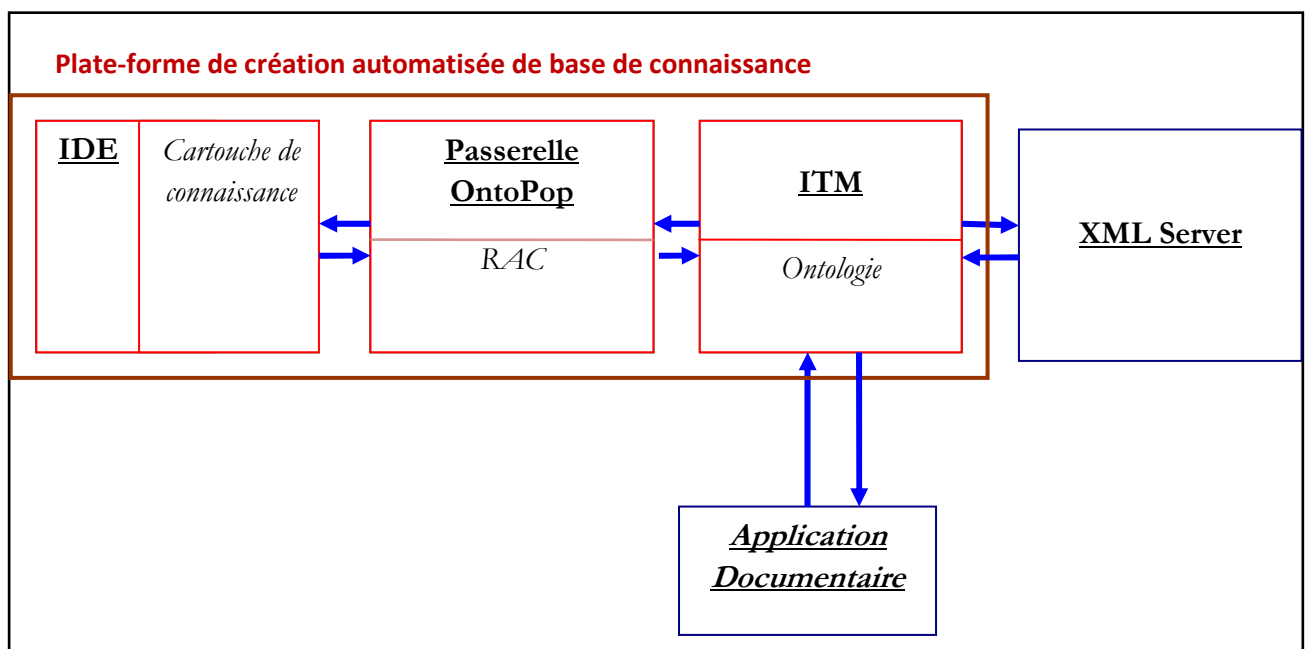 Plate-forme de création automatisée de base de connaissance
IDE
Cartouche de
connaissance
Passerelle
OntoPop
RAC
ITM
Ontologie
XML Server
Application
Documentaire